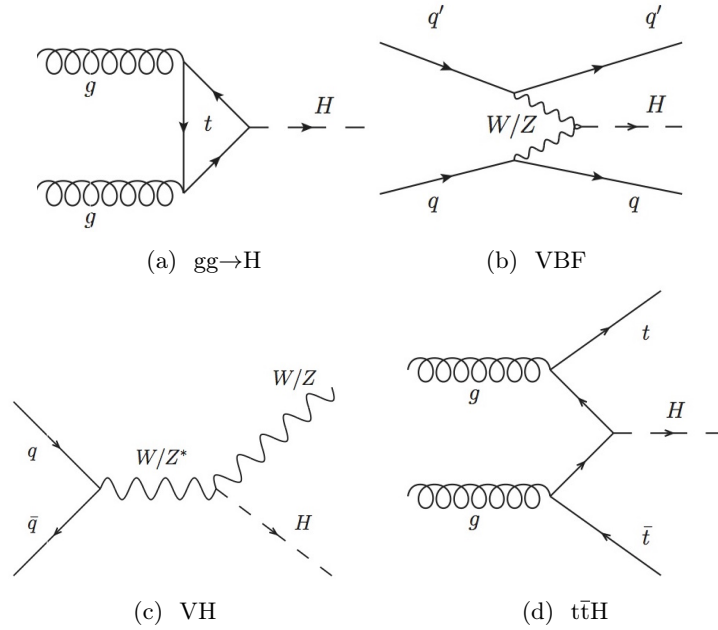 g
t
H
g
(a) gg→H
q′
q′
W/Z
H
q
q
(b) VBF
q
q̄
W/Z*
W/Z
H
(c) VH
g
t
H
g
t̄
(d) tt̄H